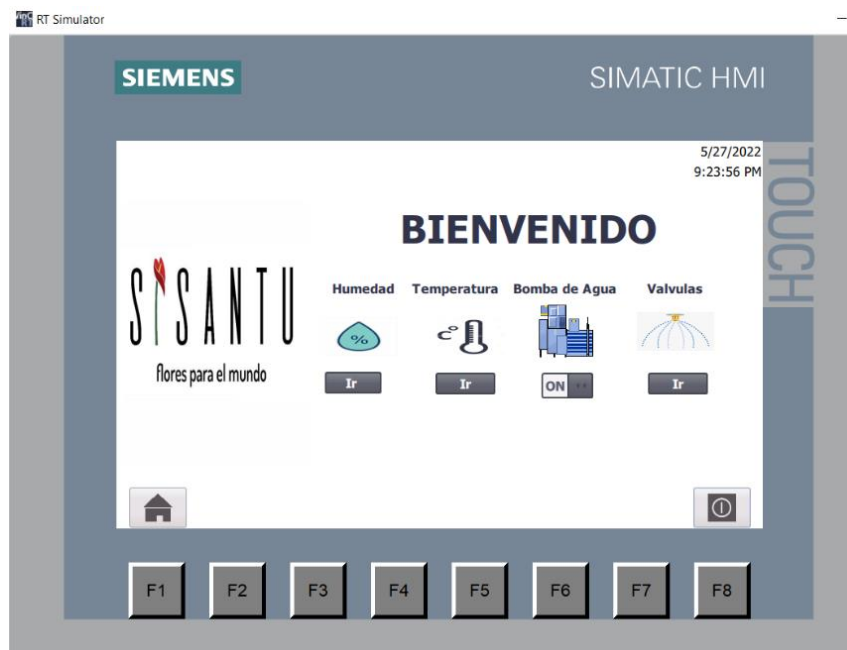 RT Simulator
SIEMENS
SIMATIC HMI
TOUCH
5/27/2022
9:23:56 PM
BIENVENIDO
SISANTU
flores para el mundo
Humedad Temperatura Bomba de Agua Valvulas
% c°
Ir Ir ON Ir
F1 F2 F3 F4 F5 F6 F7 F8